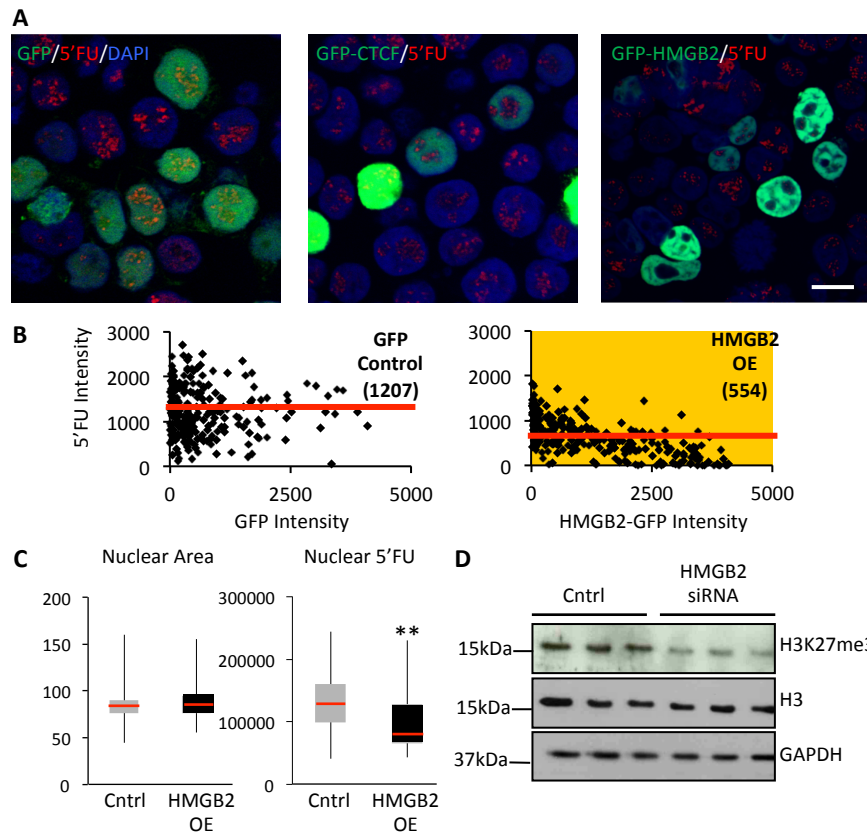 A
GFP/5'FU/DAPI
GFP-CTCF/5'FU
GFP-HMGB2/5'FU
B
5'FU Intensity
3000
2000
1000
0
0
2500
5000
GFP Intensity
GFP
Control
(1207)
3000
2000
1000
0
0
2500
5000
HMGB2-GFP Intensity
HMGB2
OE
(554)
C
Nuclear Area
200
150
100
50
0
Cntrl
HMGB2
OE
Nuclear 5'FU
300000
200000
100000
0
**
Cntrl
HMGB2
OE
D
Cntrl
HMGB2
siRNA
15kDa
H3K27me3
15kDa
H3
37kDa
GAPDH